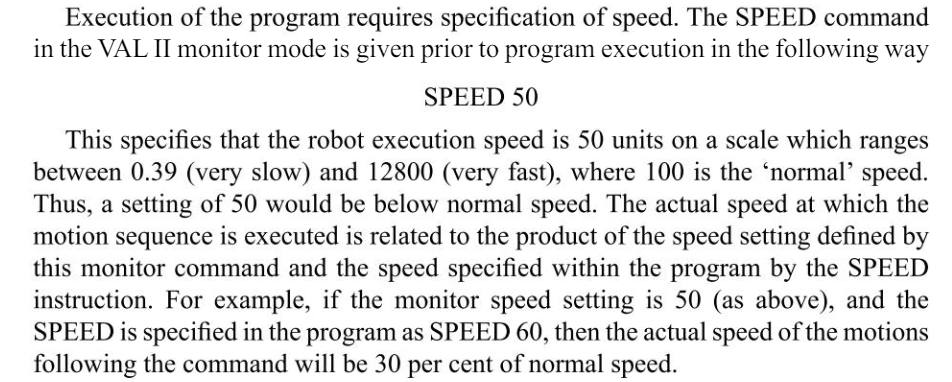 Execution of the program requires specification of speed. The SPEED command
in the VAL II monitor mode is given prior to program execution in the following way
SPEED 50
This specifies that the robot execution speed is 50 units on a scale which ranges
between 0.39 (very slow) and 12800 (very fast), where 100 is the ‘normal’ speed.
Thus, a setting of 50 would be below normal speed. The actual speed at which the
motion sequence is executed is related to the product of the speed setting defined by
this monitor command and the speed specified within the program by the SPEED
instruction. For example, if the monitor speed setting is 50 (as above), and the
SPEED is specified in the program as SPEED 60, then the actual speed of the motions
following the command will be 30 per cent of normal speed.